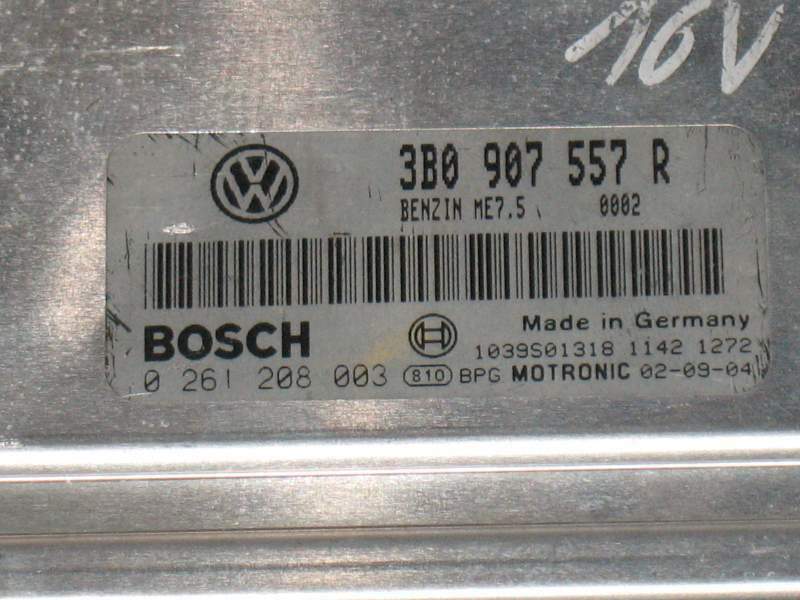 16V
3B0 907 557 R
BENZIN ME7.5 0002
BOSCH Made in Germany
1039S01318 1142 1272
0 261 208 003 810 BPG MOTRONIC 02-09-04